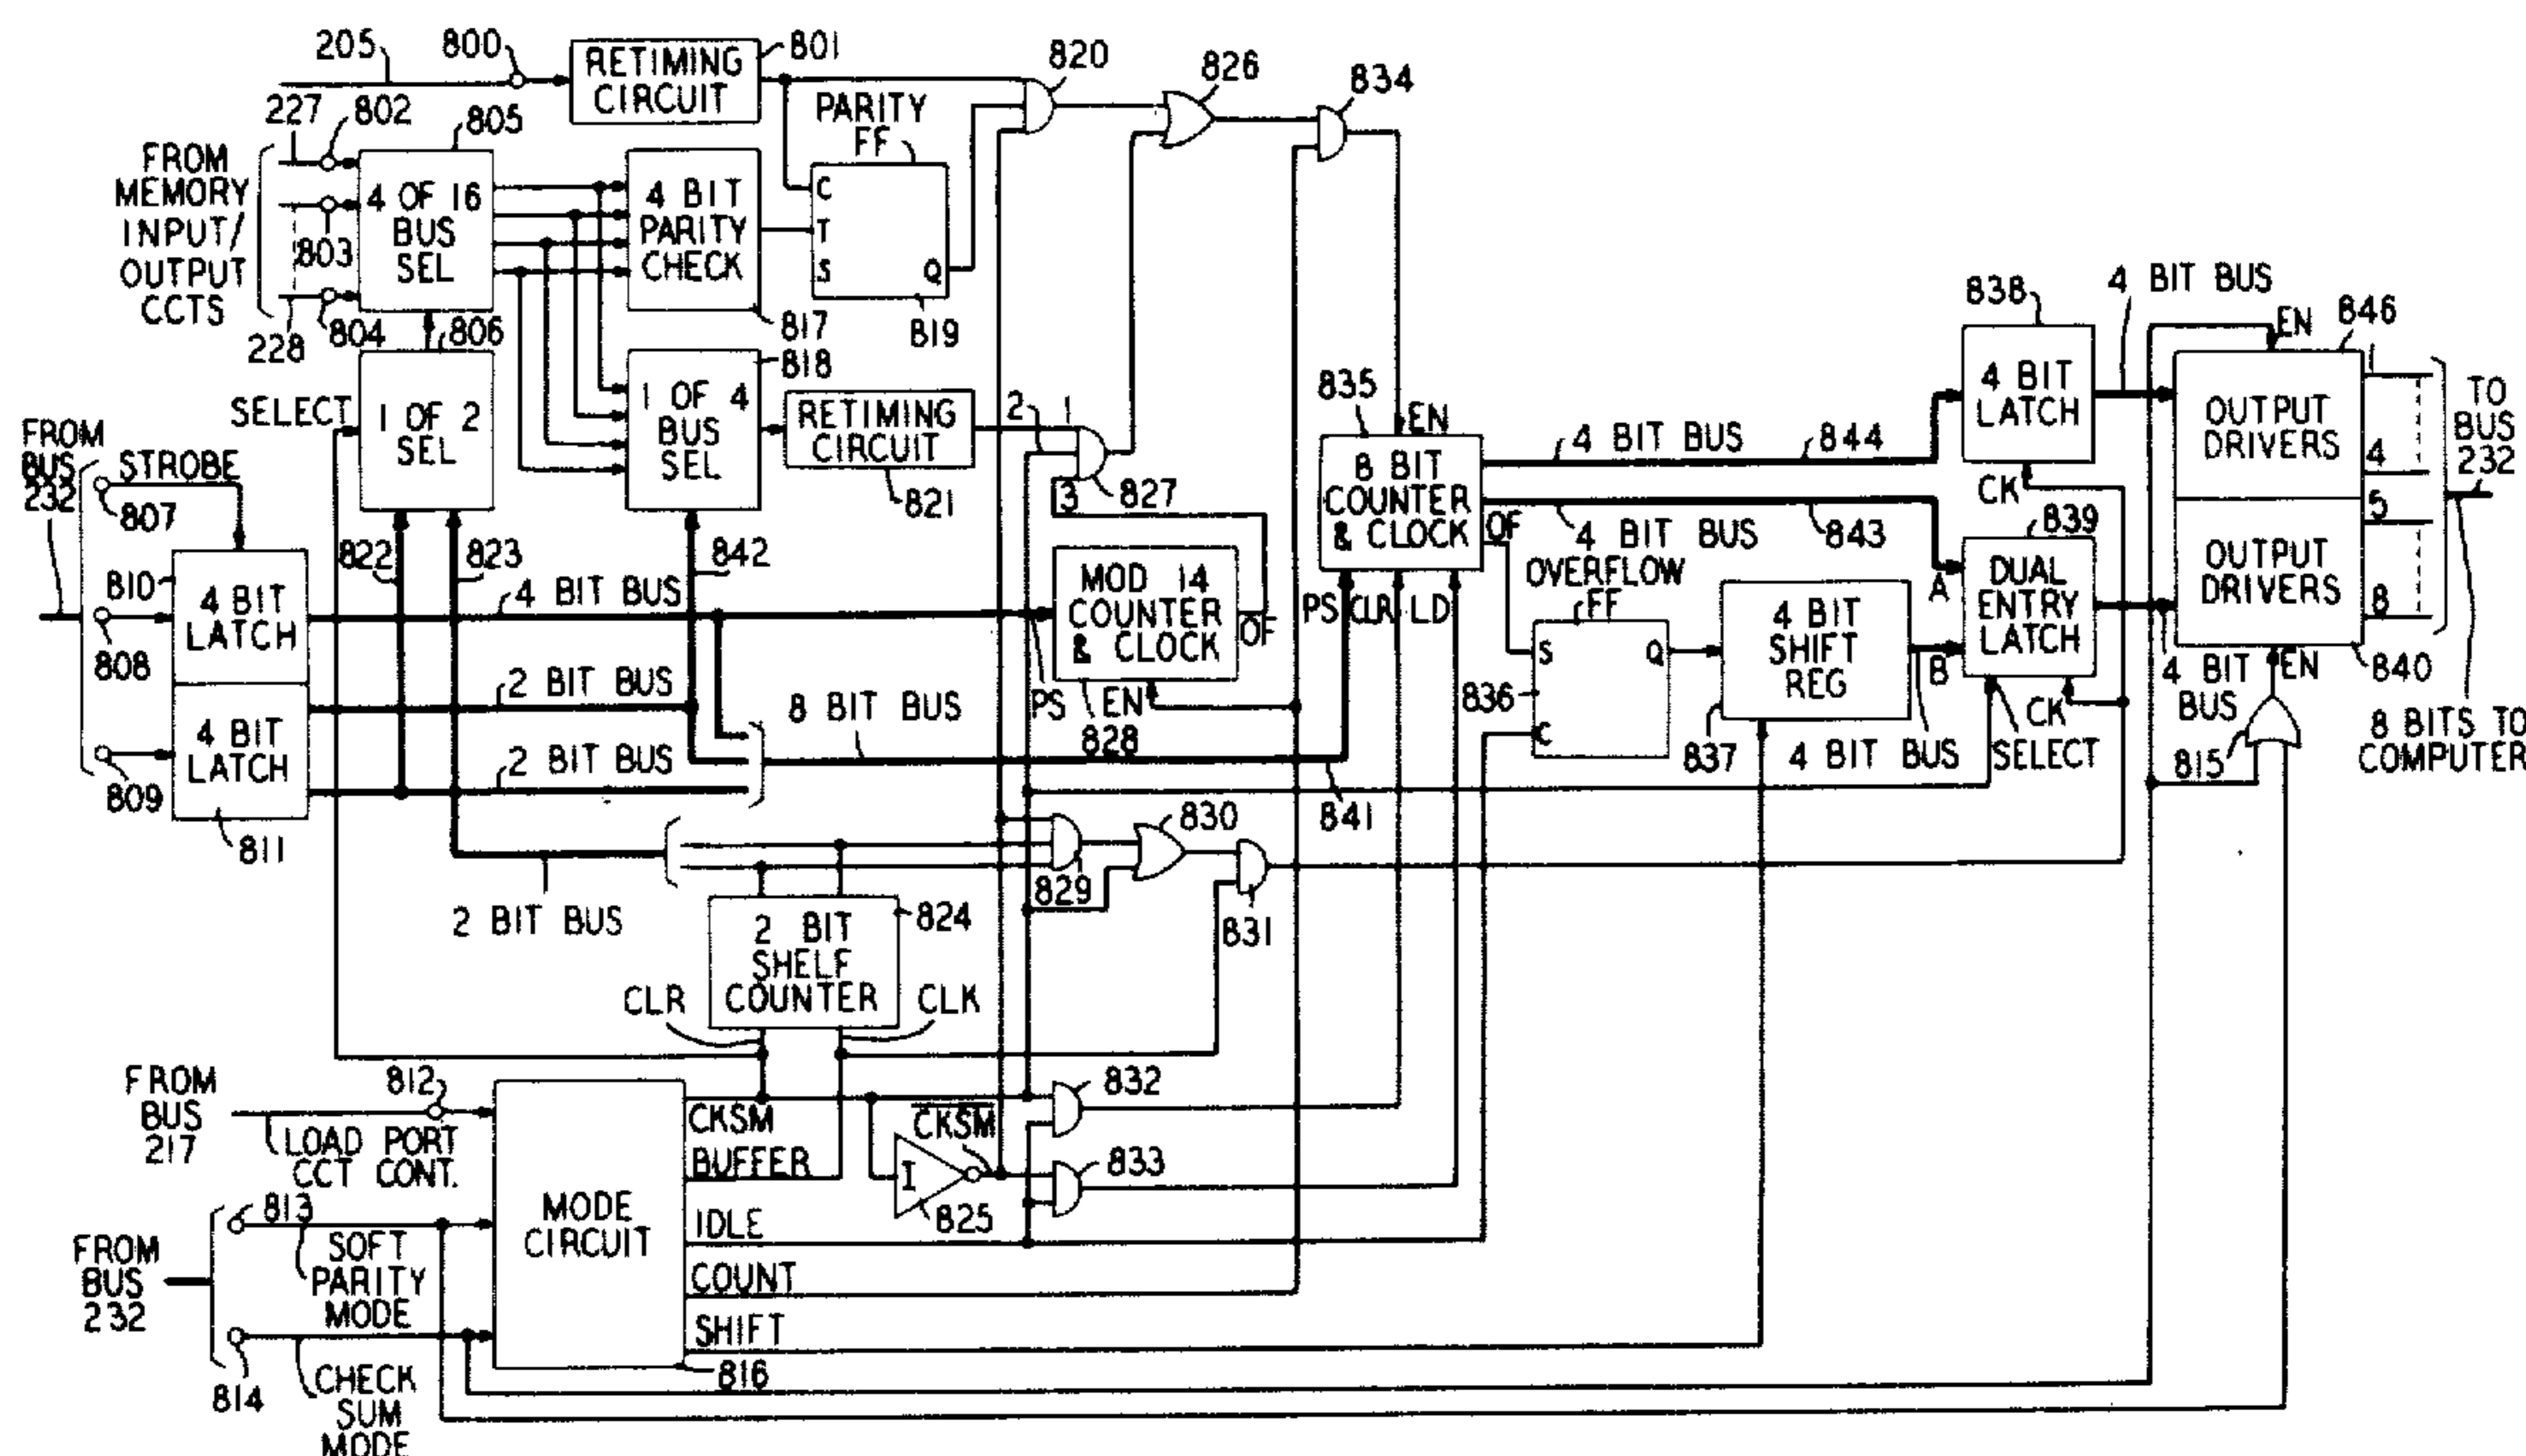 205
800
RETIMING
CIRCUIT
801
820
826
834
227
802
805
PARITY
FF
FROM
MEMORY
INPUT/
OUTPUT
CCTS
803
228
804
4 OF 16
BUS
SEL
806
4 BIT
PARITY
CHECK
817
C
T
S
Q
819
838
4 BIT BUS
EN
846
SELECT
1 OF 2
SEL
1 OF 4
BUS
SEL
818
RETIMING
CIRCUIT
821
2
1
3
827
835
EN
8 BIT
COUNTER
& CLOCK
4 BIT BUS
844
4 BIT BUS
843
OF
4 BIT
LATCH
CK
OUTPUT
DRIVERS
1
4
5
8
TO
BUS
232
FROM
BUS
232
STROBE
807
808
809
810
4 BIT
LATCH
4 BIT
LATCH
811
822
823
842
4 BIT BUS
2 BIT BUS
2 BIT BUS
8 BIT BUS
MOD 14
COUNTER
& CLOCK
OF
PS
EN
828
PS
CLR
LD
841
OVERFLOW
FF
S
Q
C
836
4 BIT
SHIFT
REG
837
4 BIT BUS
839
A
B
DUAL
ENTRY
LATCH
CK
SELECT
4 BIT
BUS
OUTPUT
DRIVERS
EN
840
815
8 BITS TO
COMPUTER
2 BIT BUS
829
830
831
2 BIT
SHELF
COUNTER
824
CLR
CLK
FROM
BUS
217
812
LOAD PORT
CCT CONT.
FROM
BUS
232
813
SOFT
PARITY
MODE
814
CHECK
SUM
MODE
MODE
CIRCUIT
816
CKSM
BUFFER
IDLE
COUNT
SHIFT
CKSM
I
825
832
833